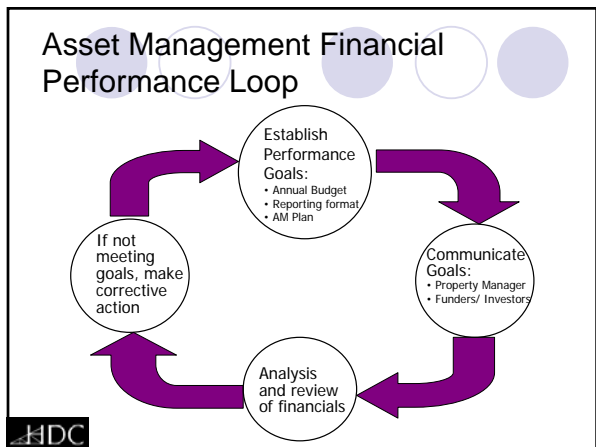 Asset Management Financial
Performance Loop
Establish
Performance
Goals:
• Annual Budget
• Reporting format
• AM Plan
Communicate
Goals:
• Property Manager
• Funders/ Investors
Analysis
and review
of financials
If not
meeting
goals, make
corrective
action
HDC